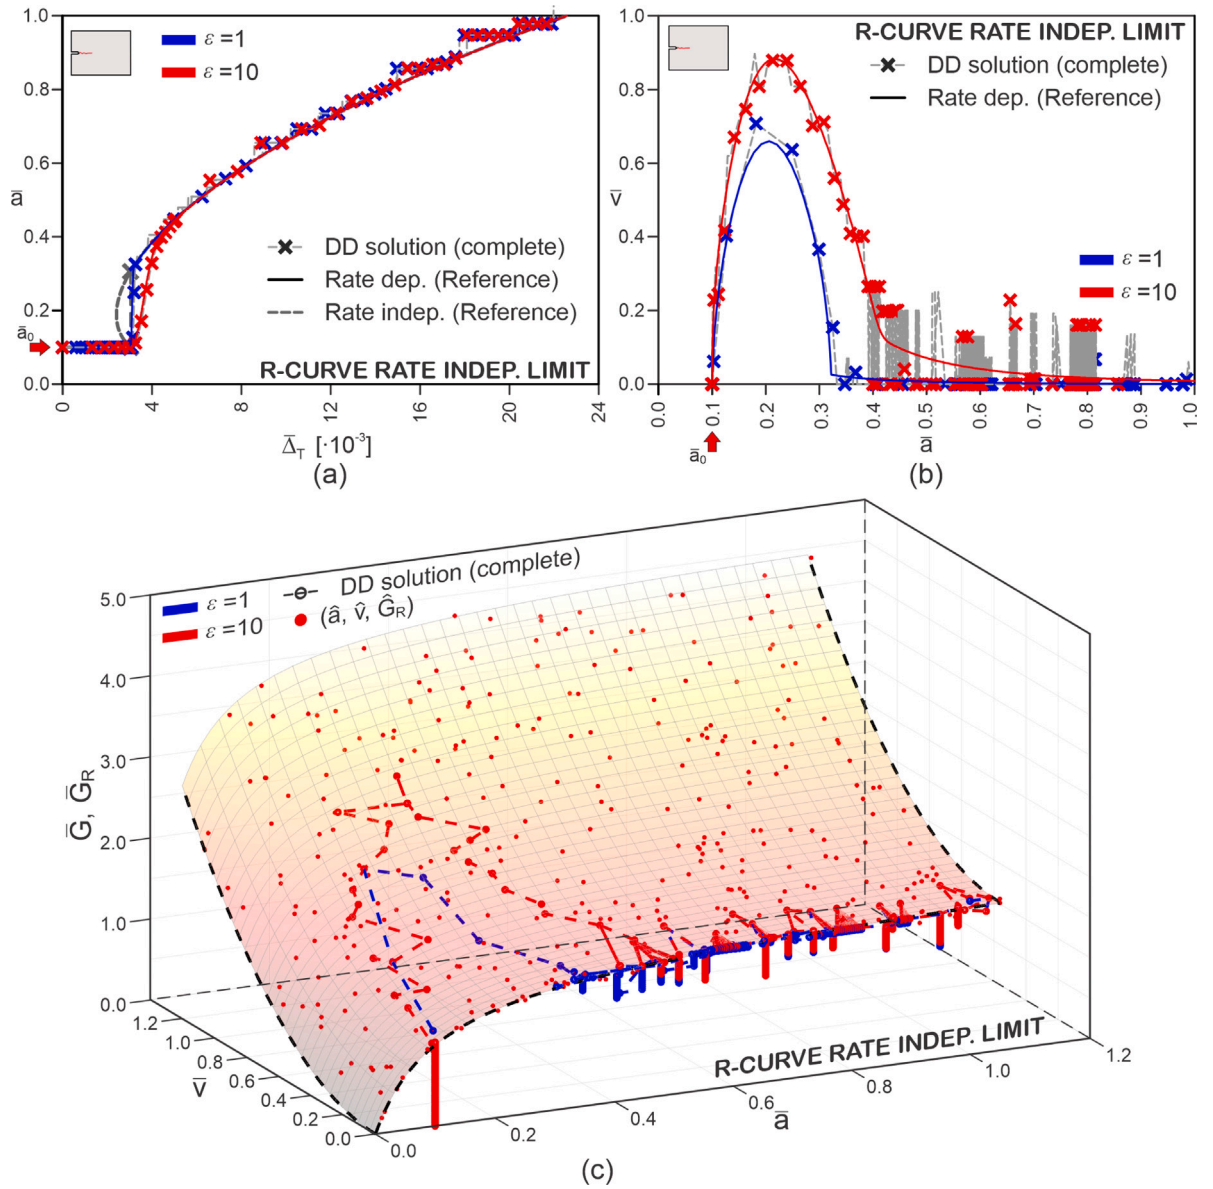 1.0
0.8
0.6
0.4
0.2
0.0
ā
ā₀
ε =1
ε =10
DD solution (complete)
Rate dep. (Reference)
Rate indep. (Reference)
R-CURVE RATE INDEP. LIMIT
0 4 8 12 16 20 24
Δ̄_T [·10⁻³]
(a)
1.0
0.8
0.6
0.4
0.2
0.0
v̄
R-CURVE RATE INDEP. LIMIT
DD solution (complete)
Rate dep. (Reference)
ε =1
ε =10
0.0 0.1 0.2 0.3 0.4 0.5 0.6 0.7 0.8 0.9 1.0
ā₀
ā
(b)
5.0
4.0
3.0
2.0
1.0
0.0
Ḡ, Ḡ_R
ε =1
ε =10
DD solution (complete)
(â, v̂, Ĝ_R)
1.2
1.0
0.8
0.6
0.4
0.2
0.0
v̄
0.0
0.2
0.4
0.6
0.8
1.0
1.2
ā
R-CURVE RATE INDEP. LIMIT
(c)